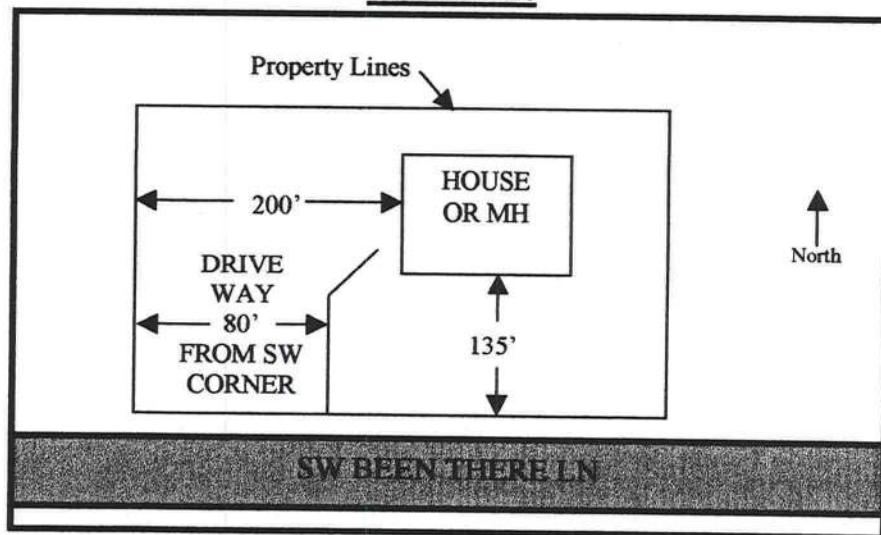 Property Lines
HOUSE
OR MH
200’
North
DRIVE
WAY
80’
FROM SW
CORNER
135’
SW BEEN THERE LN